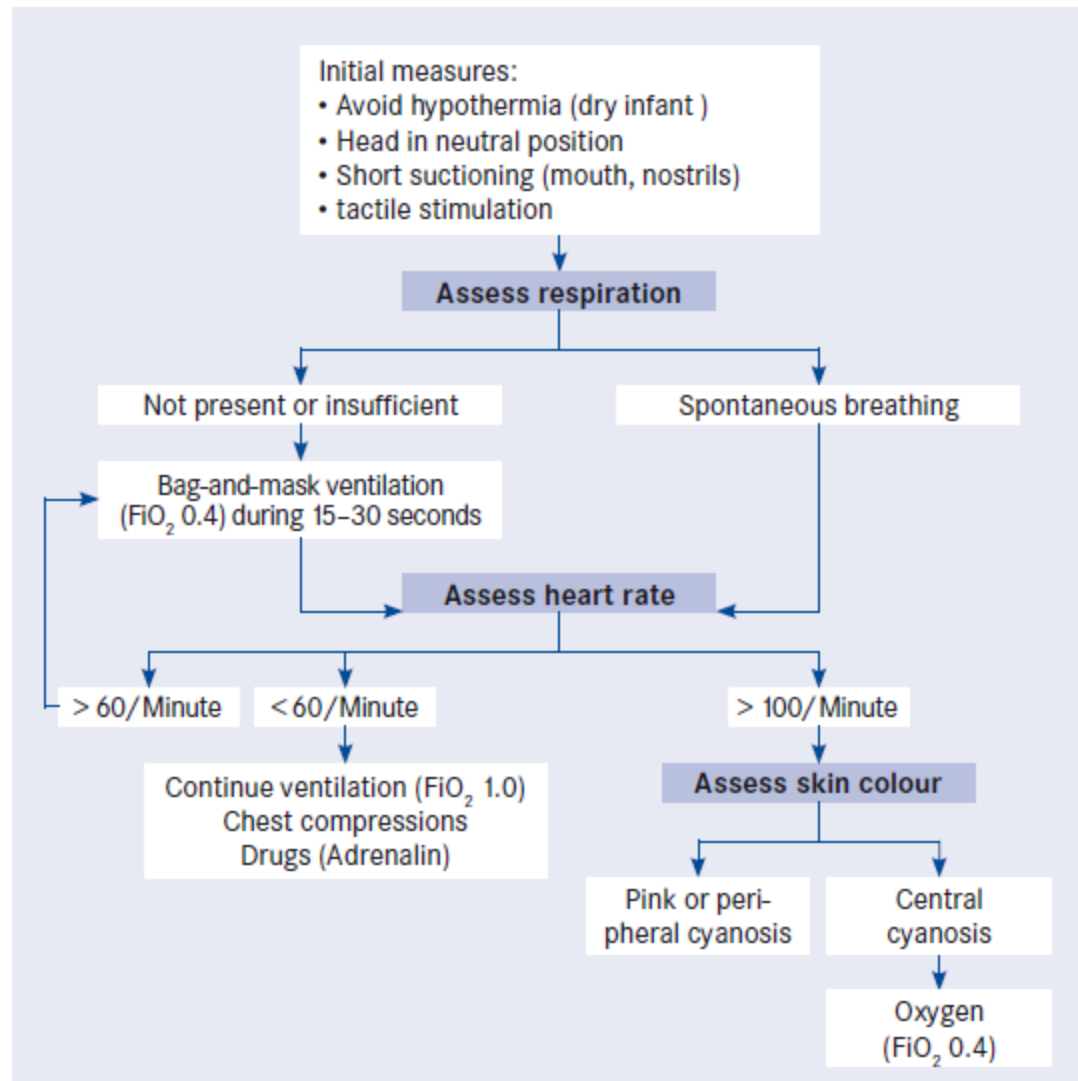 Initial measures:
• Avoid hypothermia (dry infant )
• Head in neutral position
• Short suctioning (mouth, nostrils)
• tactile stimulation
Assess respiration
Not present or insufficient
Spontaneous breathing
Bag-and-mask ventilation
(FiO₂ 0.4) during 15–30 seconds
Assess heart rate
> 60/Minute
<60/Minute
> 100/Minute
Continue ventilation (FiO₂ 1.0)
Chest compressions
Drugs (Adrenalin)
Assess skin colour
Pink or peri-
pheral cyanosis
Central
cyanosis
Oxygen
(FiO₂ 0.4)